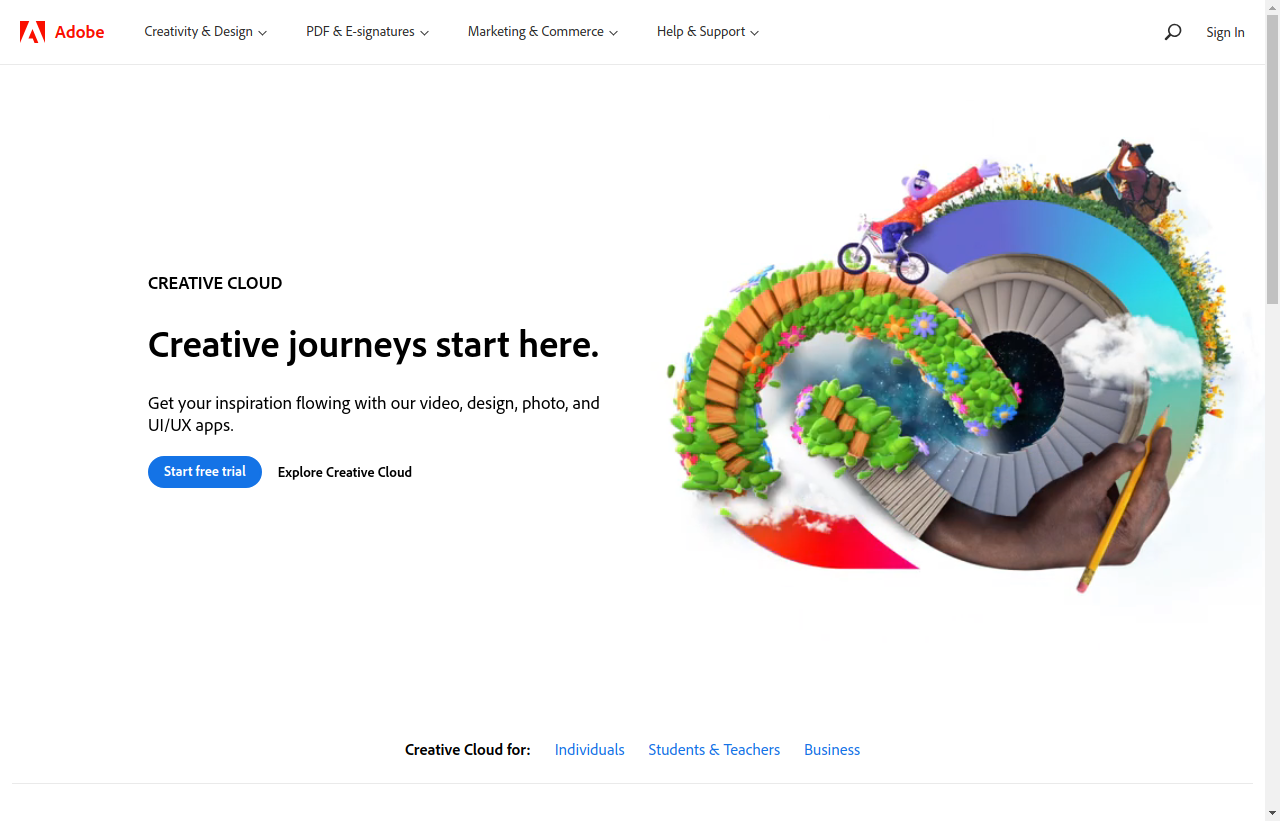 Adobe
Creativity & Design
PDF & E-signatures
Marketing & Commerce
Help & Support
Sign In
CREATIVE CLOUD
Creative journeys start here.
Get your inspiration flowing with our video, design, photo, and
UI/UX apps.
Start free trial
Explore Creative Cloud
Creative Cloud for:
Individuals
Students & Teachers
Business